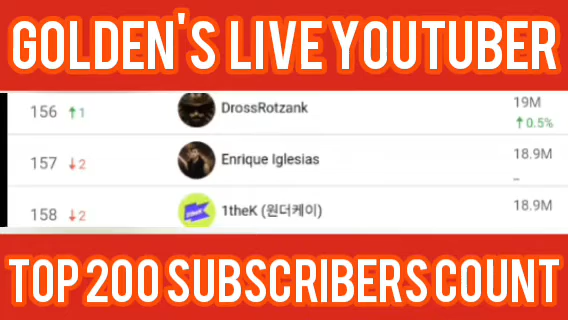 GOLDEN'S LIVE YOUTUBER
156 ↑1 DrossRotzank 19M
↑0.5%
157 ↓2 Enrique Iglesias 18.9M
–
158 ↓2 1theK (원더케이) 18.9M
TOP 200 SUBSCRIBERS COUNT